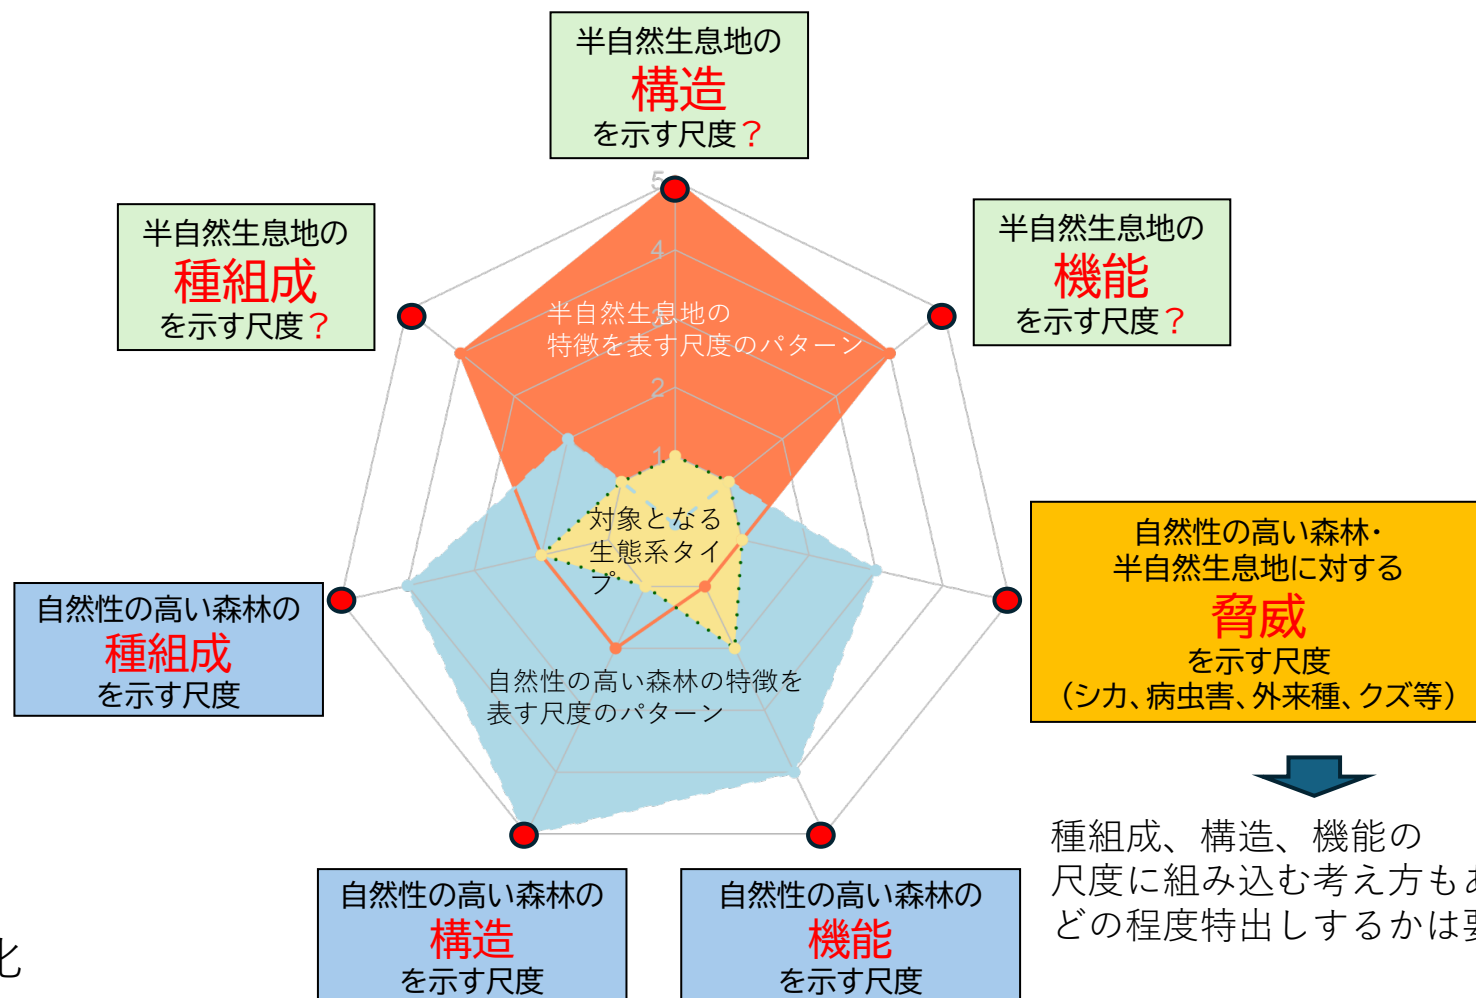 半自然生息地の
構造
を示す尺度？
半自然生息地の
種組成
を示す尺度？
半自然生息地の
機能
を示す尺度？
5
4
3
2
1
半自然生息地の
特徴を表す尺度のパターン
対象となる
生態系タイ
プ
自然性の高い森林の特徴を
表す尺度のパターン
自然性の高い森林・
半自然生息地に対する
脅威
を示す尺度
（シカ、病虫害、外来種、クズ等）
自然性の高い森林の
種組成
を示す尺度
種組成、構造、機能の
尺度に組み込む考え方もあ
どの程度特出しするかは要
自然性の高い森林の
構造
を示す尺度
自然性の高い森林の
機能
を示す尺度
化